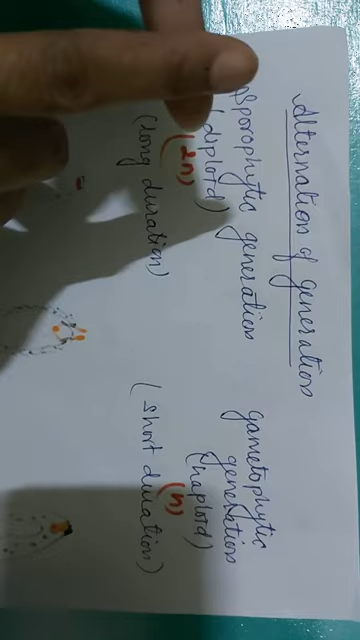 Alternation of generation
Sporophytic generation
(diploid)
(2n)
(long duration)
gametophytic
generation
(haploid)
(n)
(short duration)